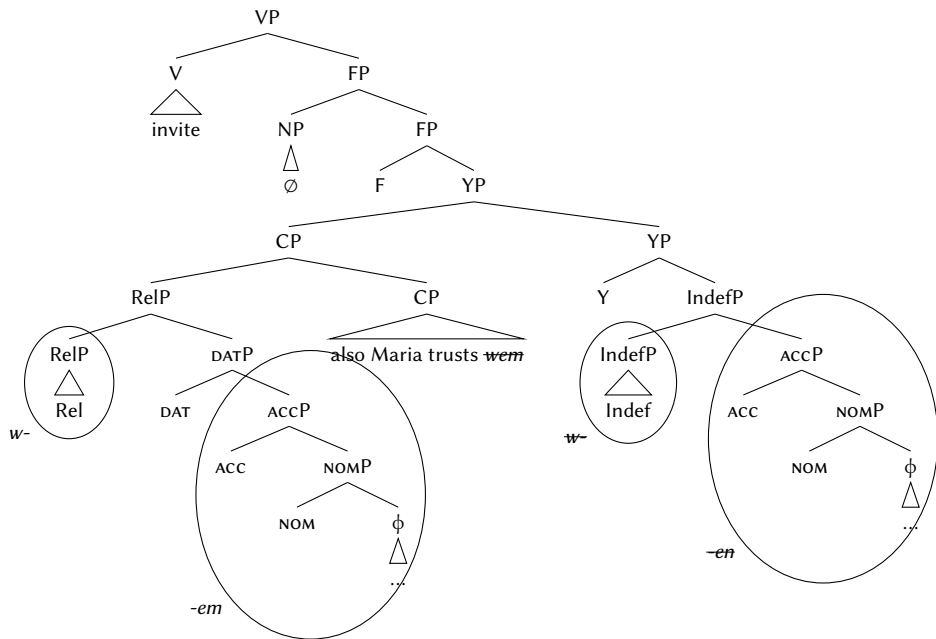 VP
V FP
invite NP FP
∅ F YP
CP YP
RelP CP Y IndefP
RelP DATP also Maria trusts wem IndefP ACCP
Rel DAT ACCP Indef ACC NOMP
w- w-
ACC NOMP NOM ϕ
NOM ϕ ...
-en
...
-em